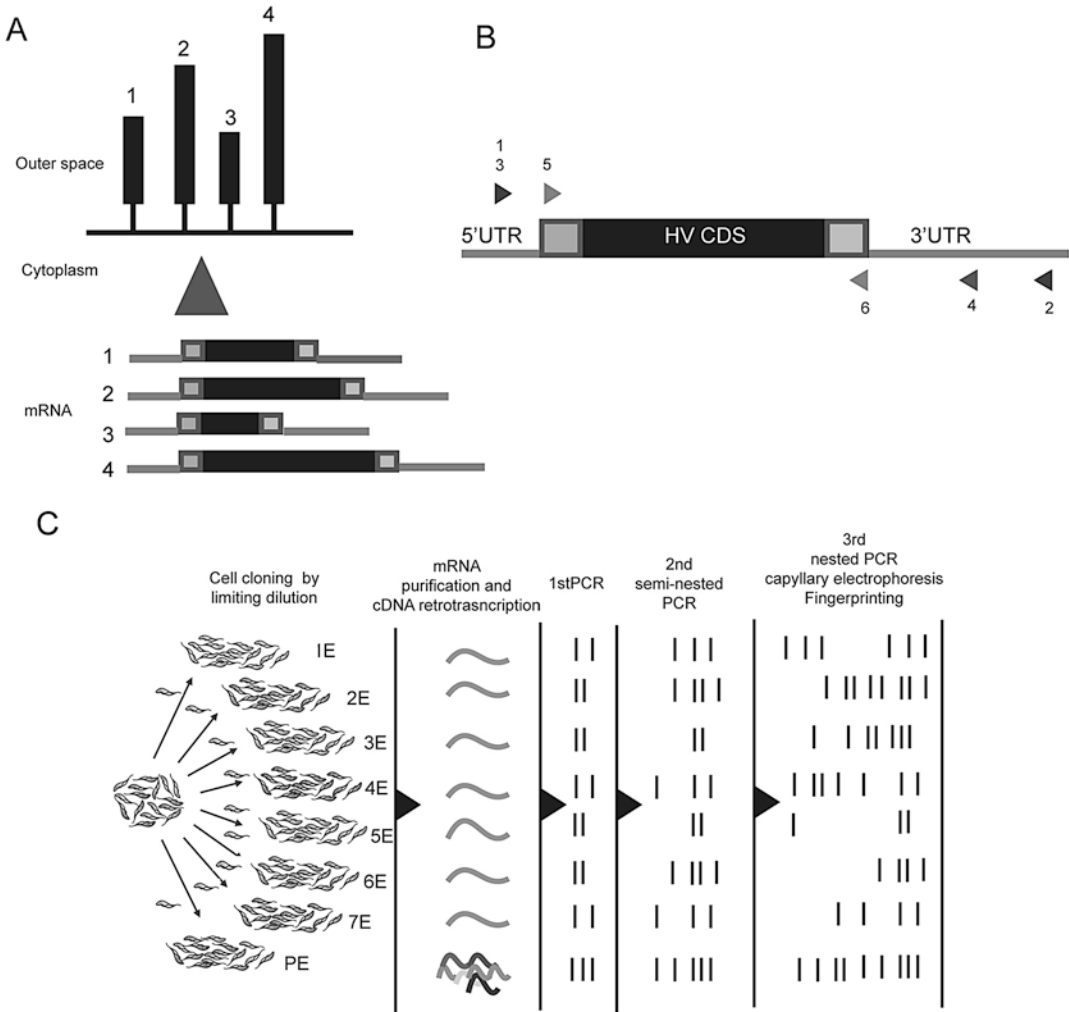 A
1
2
3
4
Outer space
Cytoplasm
mRNA
1
2
3
4
B
1
3
5
5'UTR
HV CDS
3'UTR
6
4
2
C
Cell cloning by
limiting dilution
mRNA
purification and
cDNA retrotrasncription
1stPCR
2nd
semi-nested
PCR
3rd
nested PCR
capyllary electrophoresis
Fingerprinting
IE
2E
3E
4E
5E
6E
7E
PE